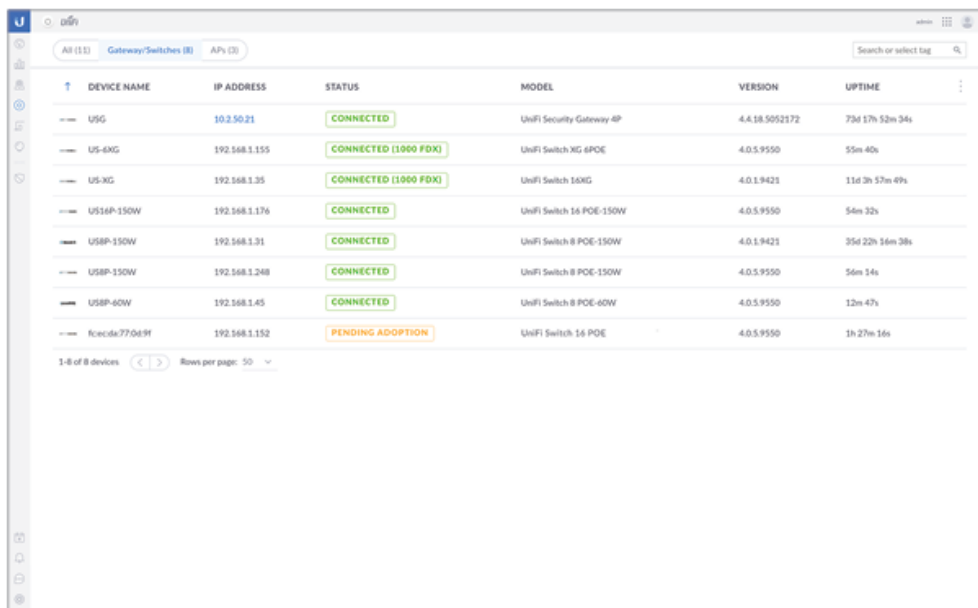 UniFi admin
All (11) Gateway/Switches (8) APs (3) Search or select tag
DEVICE NAME IP ADDRESS STATUS MODEL VERSION UPTIME
USG 10.2.50.21 CONNECTED UniFi Security Gateway 4P 4.4.18.5052172 73d 17h 52m 34s
US-6XG 192.168.1.155 CONNECTED (1000 FDX) UniFi Switch XG 6POE 4.0.5.9550 55m 40s
US-XG 192.168.1.35 CONNECTED (1000 FDX) UniFi Switch 16XG 4.0.1.9421 11d 3h 57m 49s
US16P-150W 192.168.1.176 CONNECTED UniFi Switch 16 POE-150W 4.0.5.9550 54m 32s
US8P-150W 192.168.1.31 CONNECTED UniFi Switch 8 POE-150W 4.0.1.9421 35d 22h 16m 38s
US8P-150W 192.168.1.248 CONNECTED UniFi Switch 8 POE-150W 4.0.5.9550 56m 14s
US8P-60W 192.168.1.45 CONNECTED UniFi Switch 8 POE-60W 4.0.5.9550 12m 47s
fc:ec:da:77:0d:9f 192.168.1.152 PENDING ADOPTION UniFi Switch 16 POE 4.0.5.9550 1h 27m 16s
1-8 of 8 devices Rows per page: 50